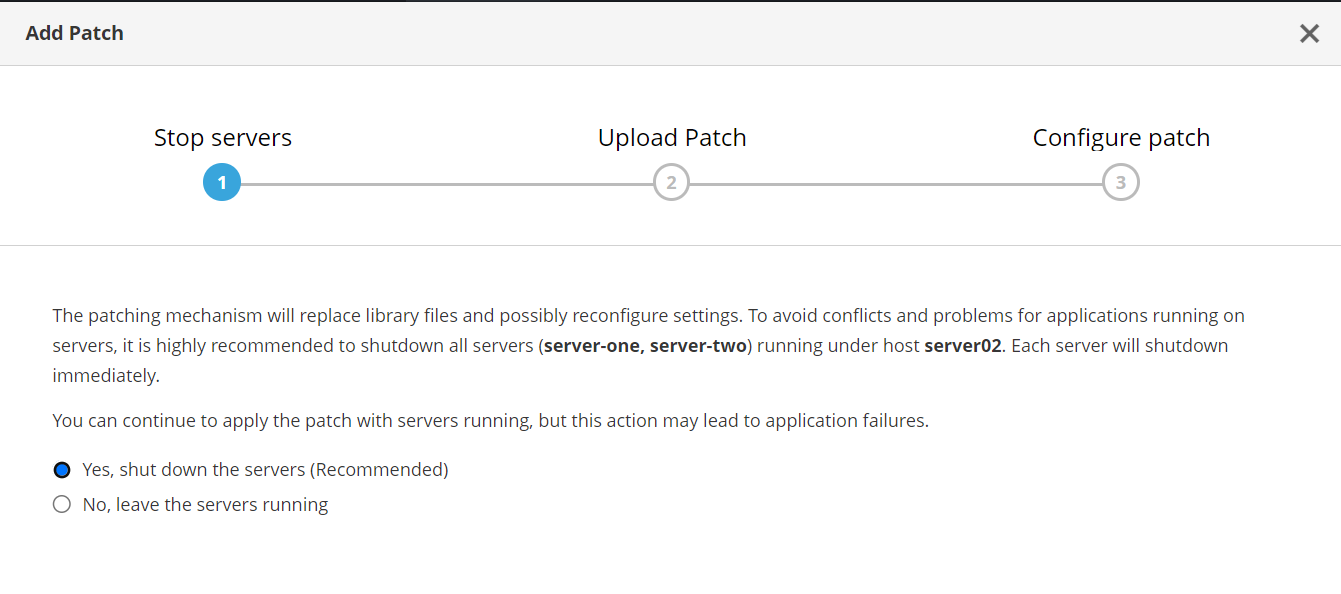 Add Patch
Stop servers
Upload Patch
Configure patch
1
2
3
The patching mechanism will replace library files and possibly reconfigure settings. To avoid conflicts and problems for applications running on
servers, it is highly recommended to shutdown all servers (server-one, server-two) running under host server02. Each server will shutdown
immediately.
You can continue to apply the patch with servers running, but this action may lead to application failures.
Yes, shut down the servers (Recommended)
No, leave the servers running